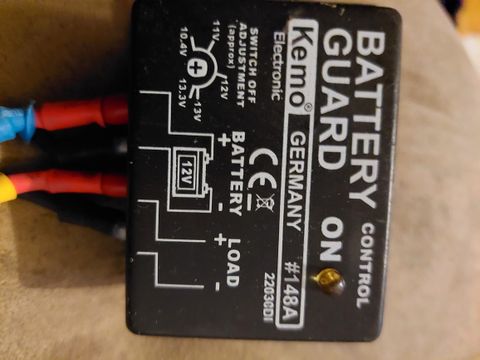 BATTERY CONTROL
GUARD ON
Kemo® GERMANY #148A
Electronic
CE
22030DI
SWITCH OFF
ADJUSTMENT
(approx)
11V
12V
10.4V
13V
13.3V
+ BATTERY -
+ LOAD -
12V